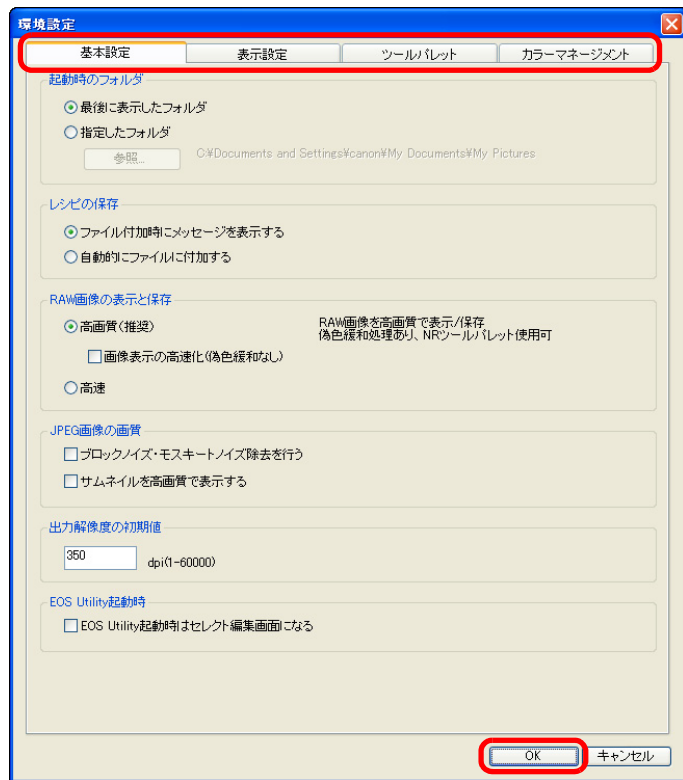 環境設定
基本設定
表示設定
ツールパレット
カラーマネージメント
起動時のフォルダ
最後に表示したフォルダ
指定したフォルダ
参照...
C:¥Documents and Settings¥canon¥My Documents¥My Pictures
レシピの保存
ファイル付加時にメッセージを表示する
自動的にファイルに付加する
RAW画像の表示と保存
高画質(推奨)
RAW画像を高画質で表示/保存
偽色緩和処理あり、NRツールパレット使用可
画像表示の高速化(偽色緩和なし)
高速
JPEG画像の画質
ブロックノイズ・モスキートノイズ除去を行う
サムネイルを高画質で表示する
出力解像度の初期値
350
dpi(1-60000)
EOS Utility起動時
EOS Utility起動時はセレクト編集画面になる
OK
キャンセル